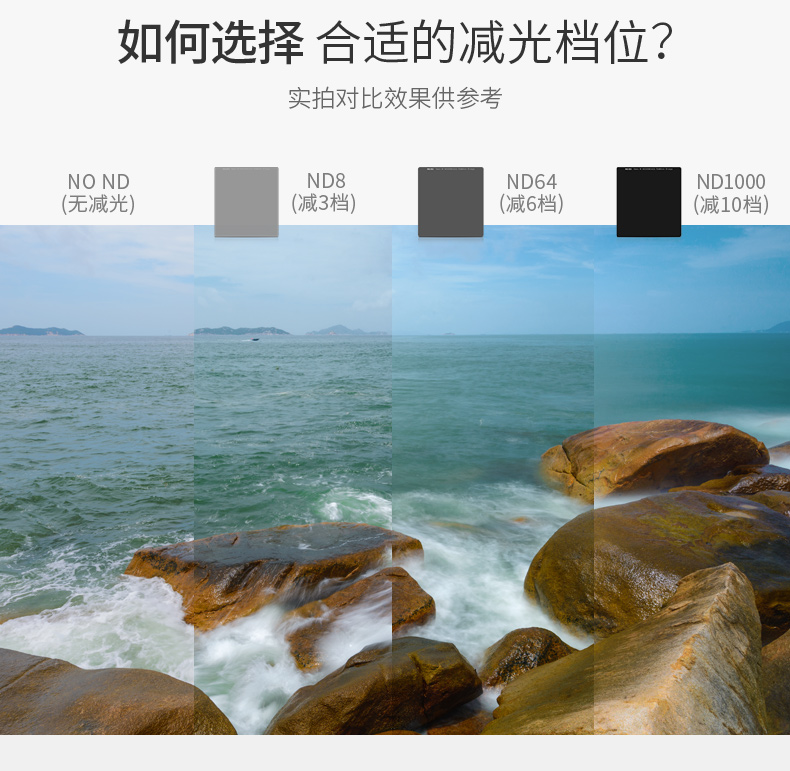 如何选择 合适的减光档位？
实拍对比效果供参考
NO ND
(无减光)
ND8
(减3档)
ND64
(减6档)
ND1000
(减10档)